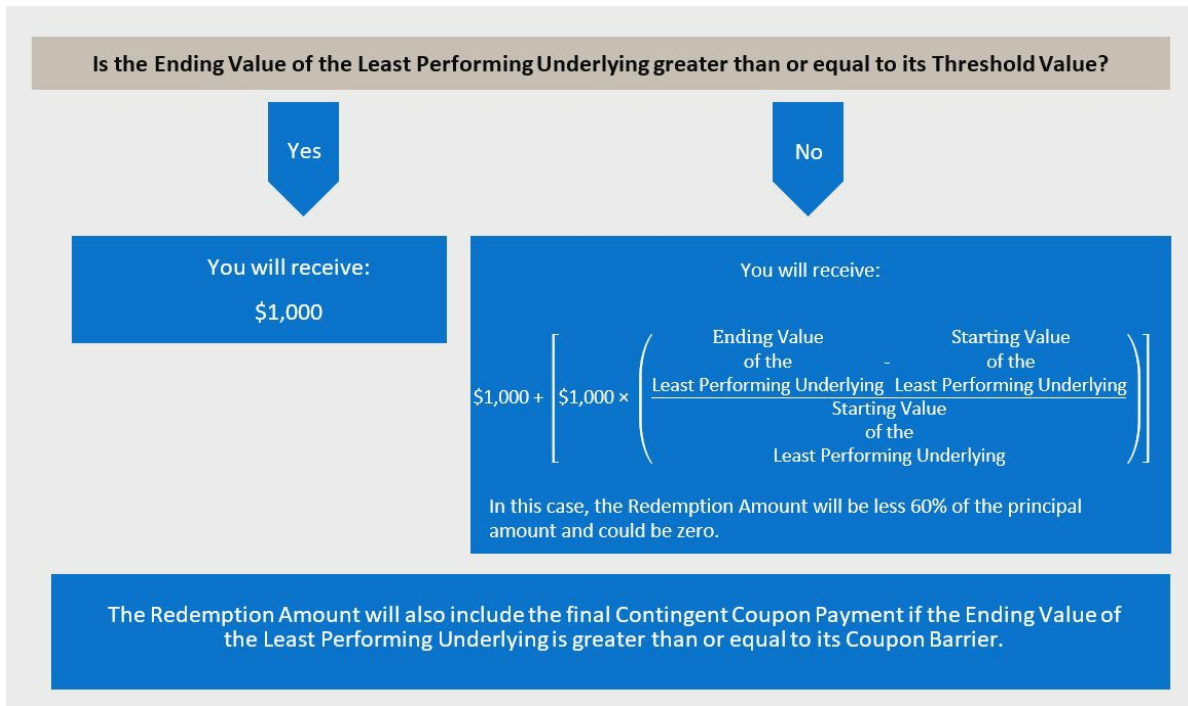 Is the Ending Value of the Least Performing Underlying greater than or equal to its Threshold Value?
Yes
No
You will receive:
$1,000
You will receive:
$1,000 + [ $1,000 × (
Ending Value
of the
Least Performing Underlying
-
Starting Value
of the
Least Performing Underlying
Starting Value
of the
Least Performing Underlying
) ]
In this case, the Redemption Amount will be less 60% of the principal
amount and could be zero.
The Redemption Amount will also include the final Contingent Coupon Payment if the Ending Value of
the Least Performing Underlying is greater than or equal to its Coupon Barrier.